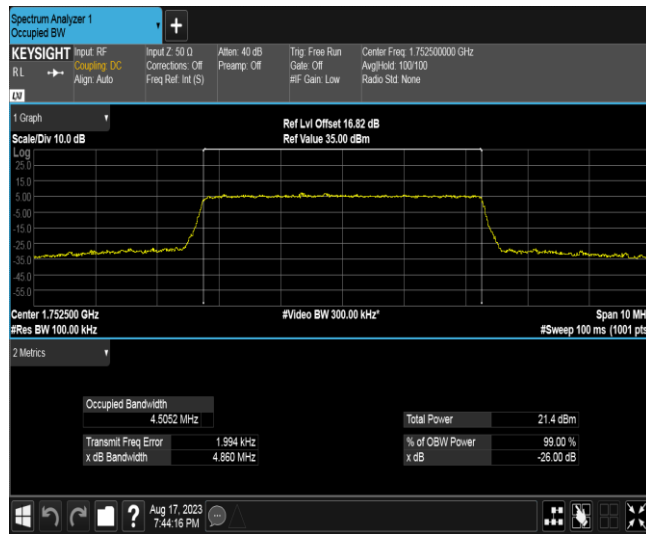 Spectrum Analyzer 1
Occupied BW
+
KEYSIGHT
RL
LXI
Input: RF
Coupling: DC
Align: Auto
Input Z: 50 Ω
Corrections: Off
Freq Ref: Int (S)
Atten: 40 dB
Preamp: Off
Trig: Free Run
Gate: Off
#IF Gain: Low
Center Freq: 1.752500000 GHz
Avg|Hold: 100/100
Radio Std: None
1 Graph
Scale/Div 10.0 dB
Ref Lvl Offset 16.82 dB
Ref Value 35.00 dBm
Log
25.0
15.0
5.00
-5.00
-15.0
-25.0
-35.0
-45.0
-55.0
Center 1.752500 GHz
#Res BW 100.00 kHz
#Video BW 300.00 kHz*
Span 10 MH
#Sweep 100 ms (1001 pts
2 Metrics
Occupied Bandwidth
4.5052 MHz
Transmit Freq Error 1.994 kHz
x dB Bandwidth 4.860 MHz
Total Power 21.4 dBm
% of OBW Power 99.00 %
x dB -26.00 dB
?
Aug 17, 2023
7:44:16 PM